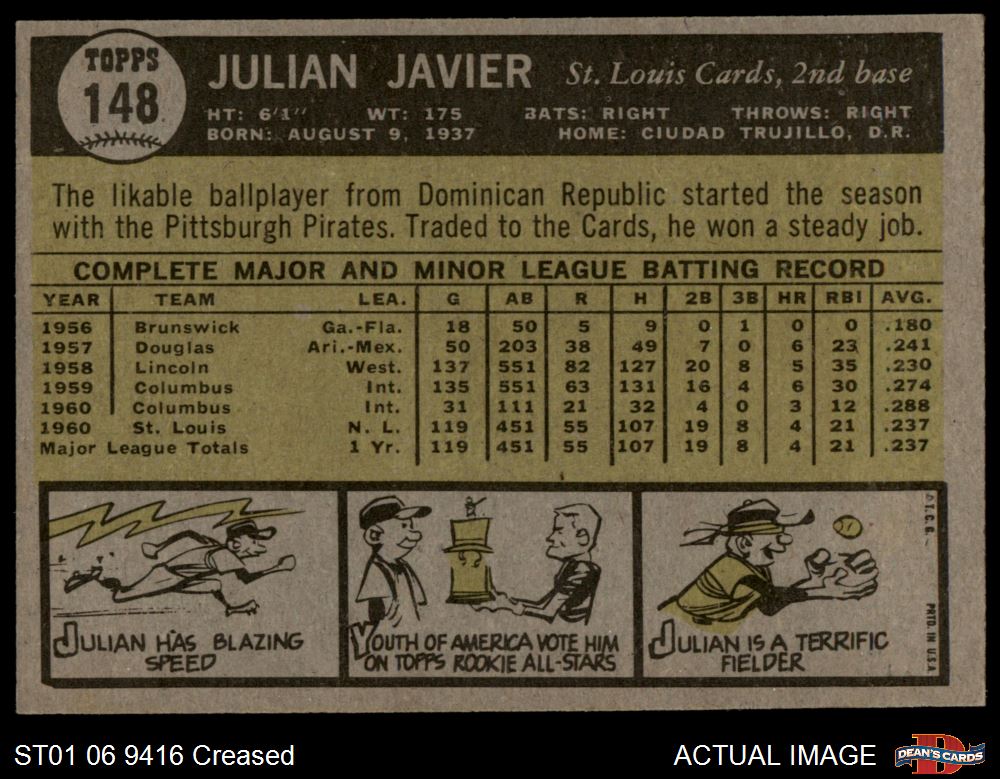 TOPPS
148
JULIAN JAVIER St. Louis Cards, 2nd base
HT: 6'1" WT: 175 BATS: RIGHT THROWS: RIGHT
BORN: AUGUST 9, 1937 HOME: CIUDAD TRUJILLO, D.R.
The likable ballplayer from Dominican Republic started the season
with the Pittsburgh Pirates. Traded to the Cards, he won a steady job.
COMPLETE MAJOR AND MINOR LEAGUE BATTING RECORD
YEAR TEAM LEA. G AB R H 2B 3B HR RBI AVG.
1956 Brunswick Ga.-Fla. 18 50 5 9 0 1 0 0 .180
1957 Douglas Ari.-Mex. 50 203 38 49 7 0 6 23 .241
1958 Lincoln West. 137 551 82 127 20 8 5 35 .230
1959 Columbus Int. 135 551 63 131 16 4 6 30 .274
1960 Columbus Int. 31 111 21 32 4 0 3 12 .288
1960 St. Louis N. L. 119 451 55 107 19 8 4 21 .237
Major League Totals 1 Yr. 119 451 55 107 19 8 4 21 .237
JULIAN HAS BLAZING
SPEED
YOUTH OF AMERICA VOTE HIM
ON TOPPS ROOKIE ALL-STARS
JULIAN IS A TERRIFIC
FIELDER
©T.C.G.
PRTD. IN U.S.A.
ST01 06 9416 Creased
ACTUAL IMAGE
DEAN'S CARDS